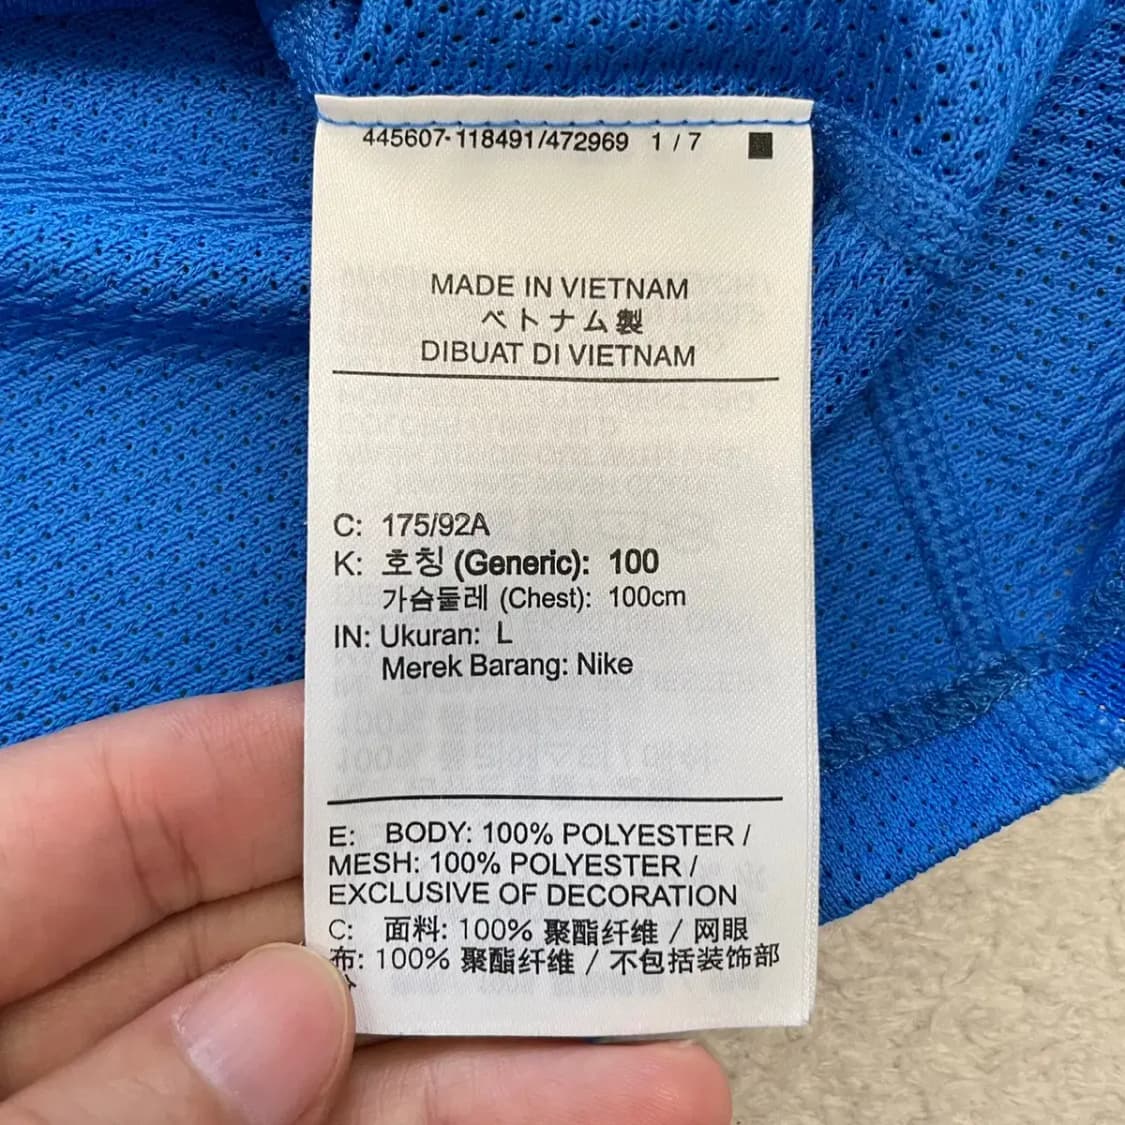 445607-118491/472969 1 / 7
MADE IN VIETNAM
ベトナム製
DIBUAT DI VIETNAM
C: 175/92A
K: 호칭 (Generic): 100
가슴둘레 (Chest): 100cm
IN: Ukuran: L
Merek Barang: Nike
E: BODY: 100% POLYESTER /
MESH: 100% POLYESTER /
EXCLUSIVE OF DECORATION
C: 面料: 100% 聚酯纤维 / 网眼
布: 100% 聚酯纤维 / 不包括装饰部